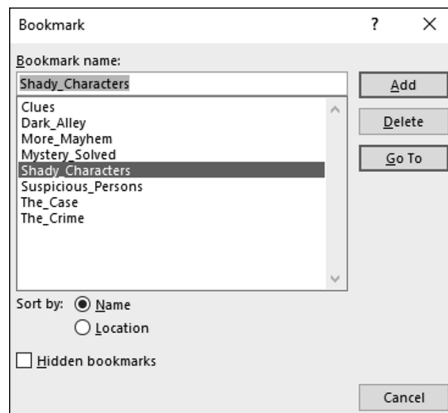 Bookmark ? ×
Bookmark name:
Shady_Characters
Add
Clues
Dark_Alley
More_Mayhem
Mystery_Solved
Shady_Characters
Suspicious_Persons
The_Case
The_Crime
Delete
Go To
Sort by: Name
Location
Hidden bookmarks
Cancel